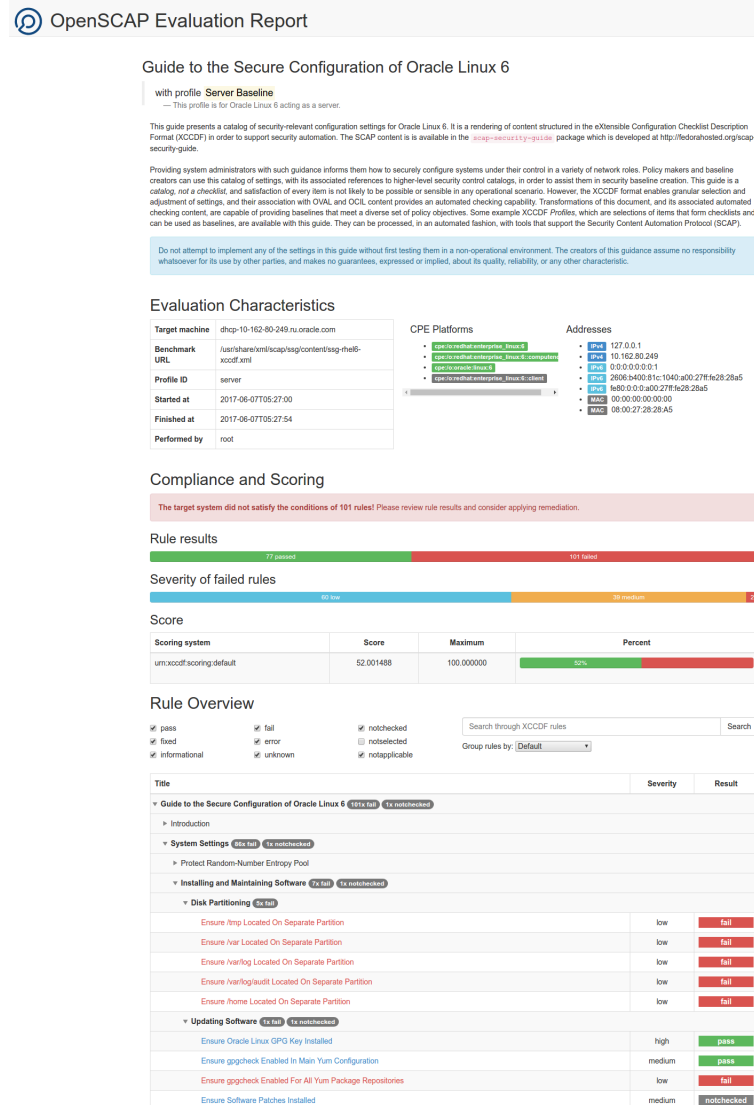 OpenSCAP Evaluation Report
Guide to the Secure Configuration of Oracle Linux 6
with profile Server Baseline
— This profile is for Oracle Linux 6 acting as a server.
This guide presents a catalog of security-relevant configuration settings for Oracle Linux 6. It is a rendering of content structured in the eXtensible Configuration Checklist Description
Format (XCCDF) in order to support security automation. The SCAP content is is available in the scap-security-guide package which is developed at http://fedorahosted.org/scap-
security-guide.
Providing system administrators with such guidance informs them how to securely configure systems under their control in a variety of network roles. Policy makers and baseline
creators can use this catalog of settings, with its associated references to higher-level security control catalogs, in order to assist them in security baseline creation. This guide is a
catalog, not a checklist, and satisfaction of every item is not likely to be possible or sensible in any operational scenario. However, the XCCDF format enables granular selection and
adjustment of settings, and their association with OVAL and OCIL content provides an automated checking capability. Transformations of this document, and its associated automated
checking content, are capable of providing baselines that meet a diverse set of policy objectives. Some example XCCDF Profiles, which are selections of items that form checklists and
can be used as baselines, are available with this guide. They can be processed, in an automated fashion, with tools that support the Security Content Automation Protocol (SCAP).
Do not attempt to implement any of the settings in this guide without first testing them in a non-operational environment. The creators of this guidance assume no responsibility
whatsoever for its use by other parties, and makes no guarantees, expressed or implied, about its quality, reliability, or any other characteristic.
Evaluation Characteristics
Target machine dhcp-10-162-80-249.ru.oracle.com
Benchmark URL /usr/share/xml/scap/ssg/content/ssg-rhel6-xccdf.xml
Profile ID server
Started at 2017-06-07T05:27:00
Finished at 2017-06-07T05:27:54
Performed by root
CPE Platforms
cpe:/o:redhat:enterprise_linux:6
cpe:/o:redhat:enterprise_linux:6::computenode
cpe:/o:oracle:linux:6
cpe:/o:redhat:enterprise_linux:6::client
Addresses
IPv4 127.0.0.1
IPv4 10.162.80.249
IPv6 0:0:0:0:0:0:0:1
IPv6 2606:b400:81c:1040:a00:27ff:fe28:28a5
IPv6 fe80:0:0:0:a00:27ff:fe28:28a5
MAC 00:00:00:00:00:00
MAC 08:00:27:28:28:A5
Compliance and Scoring
The target system did not satisfy the conditions of 101 rules! Please review rule results and consider applying remediation.
Rule results
77 passed 101 failed
Severity of failed rules
60 low 39 medium 2
Score
Scoring system Score Maximum Percent
urn:xccdf:scoring:default 52.001488 100.000000 52%
Rule Overview
pass fail notchecked
fixed error notselected
informational unknown notapplicable
Search through XCCDF rules Search
Group rules by: Default
Title Severity Result
Guide to the Secure Configuration of Oracle Linux 6 101x fail 1x notchecked
Introduction
System Settings 86x fail 1x notchecked
Protect Random-Number Entropy Pool
Installing and Maintaining Software 7x fail 1x notchecked
Disk Partitioning 5x fail
Ensure /tmp Located On Separate Partition low fail
Ensure /var Located On Separate Partition low fail
Ensure /var/log Located On Separate Partition low fail
Ensure /var/log/audit Located On Separate Partition low fail
Ensure /home Located On Separate Partition low fail
Updating Software 1x fail 1x notchecked
Ensure Oracle Linux GPG Key Installed high pass
Ensure gpgcheck Enabled In Main Yum Configuration medium pass
Ensure gpgcheck Enabled For All Yum Package Repositories low fail
Ensure Software Patches Installed medium notchecked